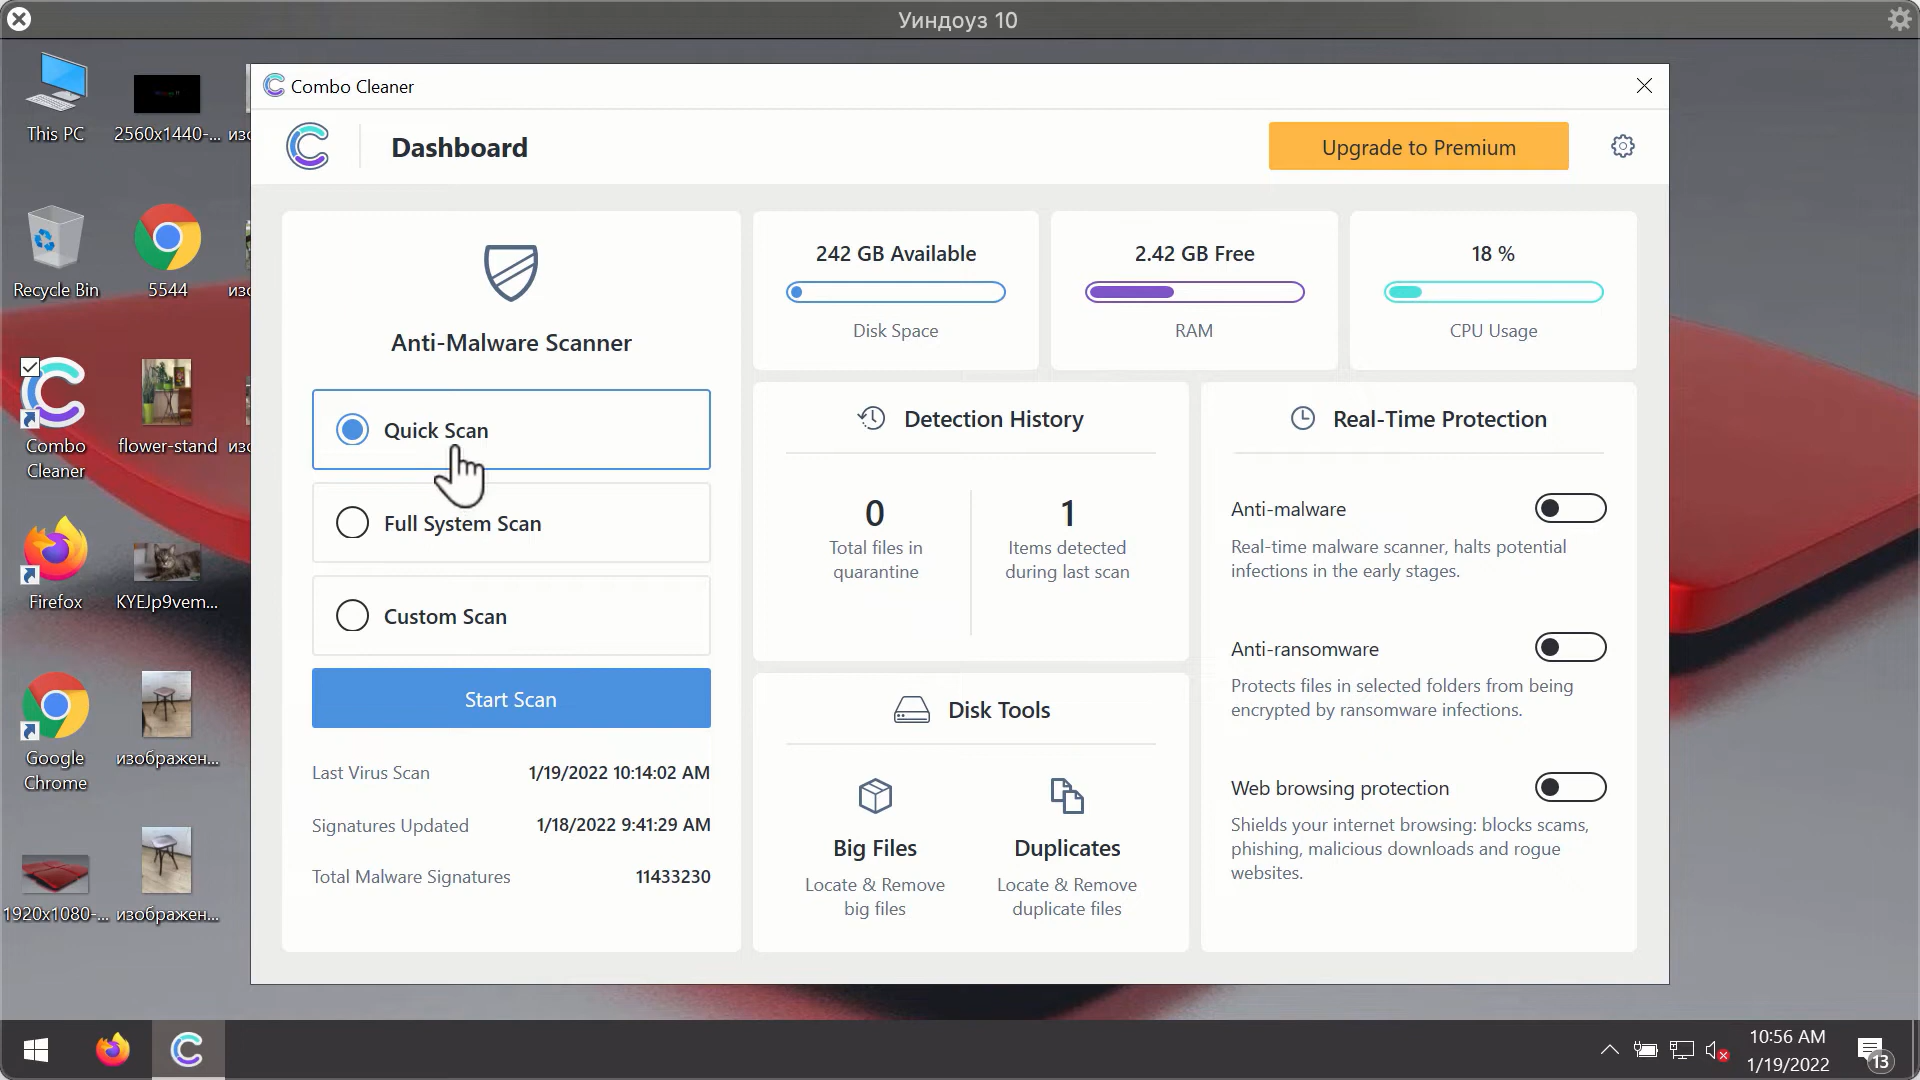 Уиндоуз 10
This PC
2560x1440-...
изс
Recycle Bin
5544
изс
Combo
Cleaner
flower-stand
изс
Firefox
KYEJp9vem...
Google
Chrome
изображен...
1920x1080-...
изображен...
Combo Cleaner
Dashboard
Upgrade to Premium
Anti-Malware Scanner
Quick Scan
Full System Scan
Custom Scan
Start Scan
Last Virus Scan 1/19/2022 10:14:02 AM
Signatures Updated 1/18/2022 9:41:29 AM
Total Malware Signatures 11433230
242 GB Available
Disk Space
2.42 GB Free
RAM
18 %
CPU Usage
Detection History
0
Total files in
quarantine
1
Items detected
during last scan
Disk Tools
Big Files
Locate & Remove
big files
Duplicates
Locate & Remove
duplicate files
Real-Time Protection
Anti-malware
Real-time malware scanner, halts potential
infections in the early stages.
Anti-ransomware
Protects files in selected folders from being
encrypted by ransomware infections.
Web browsing protection
Shields your internet browsing: blocks scams,
phishing, malicious downloads and rogue
websites.
10:56 AM
1/19/2022
13